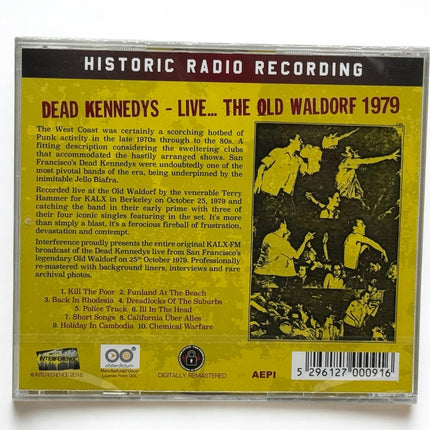 HISTORIC RADIO RECORDING
DEAD KENNEDYS - LIVE... THE OLD WALDORF 1979
The West Coast was certainly a scorching hotbed of
Punk activity in the late 1970s through to the 80s. A
fitting description considering the sweltering clubs
that accommodated the hastily arranged shows. San
Francisco's Dead Kennedys were undoubtedly one of the
most pivotal bands of the era, being underpinned by the
inimitable Jello Biafra.
Recorded live at the Old Waldorf by the venerable Terry
Hammer for KALX in Berkeley on October 25, 1979 and
catching the band in their early prime with three of
their four iconic singles featuring in the set. It's more
than simply a blast, it's a ferocious fireball of frustration,
devastation and contempt.
Interference proudly presents the entire original KALX-FM
broadcast of the Dead Kennedys live from San Francisco's
legendary Old Waldorf on 25th October 1979. Professionally
re-mastered with background liners, interviews and rare
archival photos.
1. Kill The Poor 2. Funland At The Beach
3. Back In Rhodesia 4. Dreadlocks Of The Suburbs
5. Police Truck 6. Ill In The Head
7. Short Songs 8. California Über Alles
9. Holiday In Cambodia 10. Chemical Warfare
INTERFERENCE
© INTERFERENCE 2016
Manufactured Under
License From ODL
DIGITALLY REMASTERED
AEPI
5 296127 000916